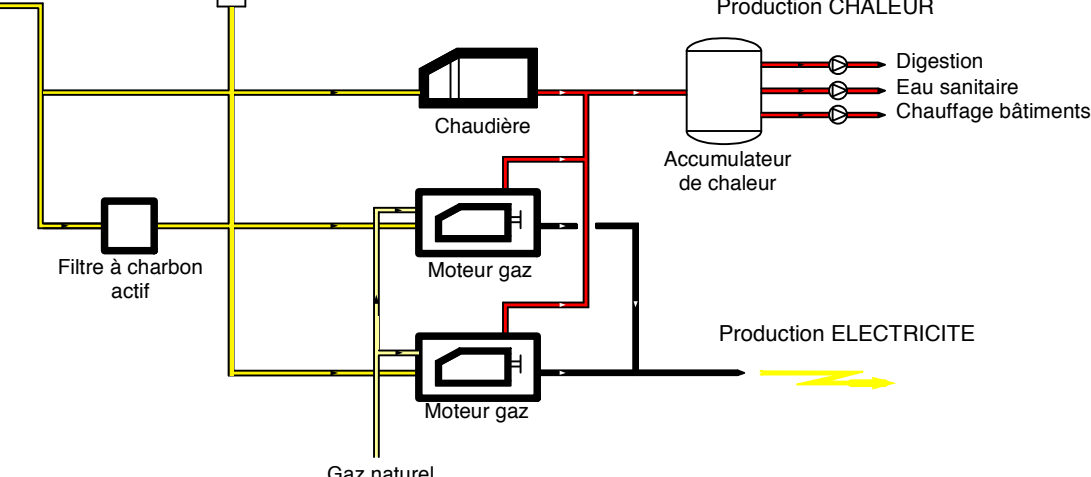 Production CHALEUR
Digestion
Eau sanitaire
Chauffage bâtiments
Chaudière
Accumulateur
de chaleur
Filtre à charbon
actif
Moteur gaz
Production ELECTRICITE
Moteur gaz
Gaz naturel